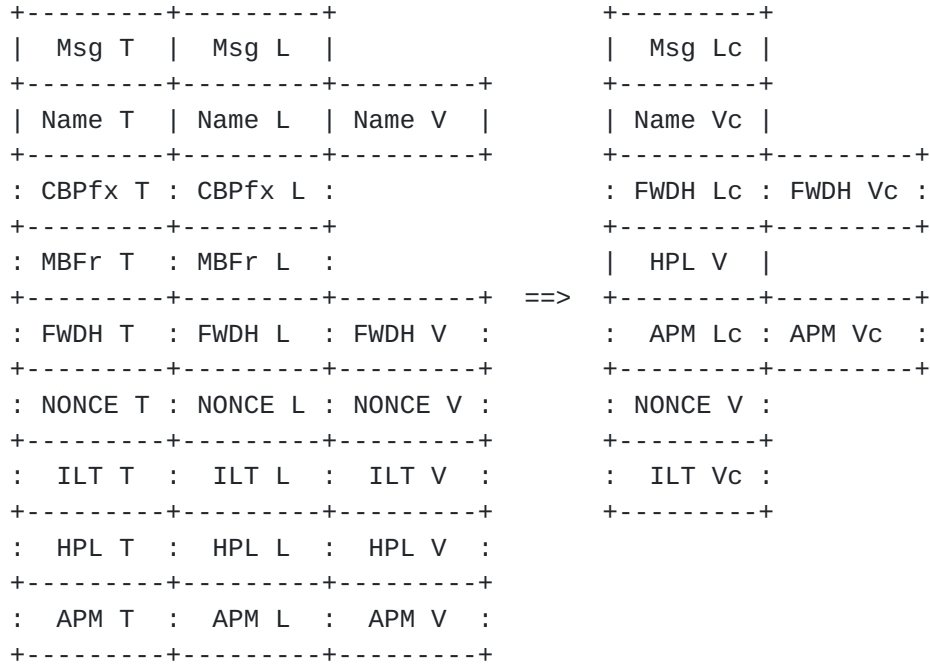 +---------+---------+                 +---------+
|  Msg T  |  Msg L  |                 |  Msg Lc |
+---------+---------+---------+       +---------+
| Name T  | Name L  | Name V  |       | Name Vc |
+---------+---------+---------+       +---------+---------+
: CBPfx T : CBPfx L :                 : FWDH Lc : FWDH Vc :
+---------+---------+                 +---------+---------+
: MBFr T  : MBFr L  :                 |  HPL V  |
+---------+---------+---------+  ==>  +---------+---------+
: FWDH T  : FWDH L  : FWDH V  :       :  APM Lc : APM Vc  :
+---------+---------+---------+       +---------+---------+
: NONCE T : NONCE L : NONCE V :       : NONCE V :
+---------+---------+---------+       +---------+
:  ILT T  :  ILT L  :  ILT V  :       :  ILT Vc :
+---------+---------+---------+       +---------+
:  HPL T  :  HPL L  :  HPL V  :
+---------+---------+---------+
:  APM T  :  APM L  :  APM V  :
+---------+---------+---------+